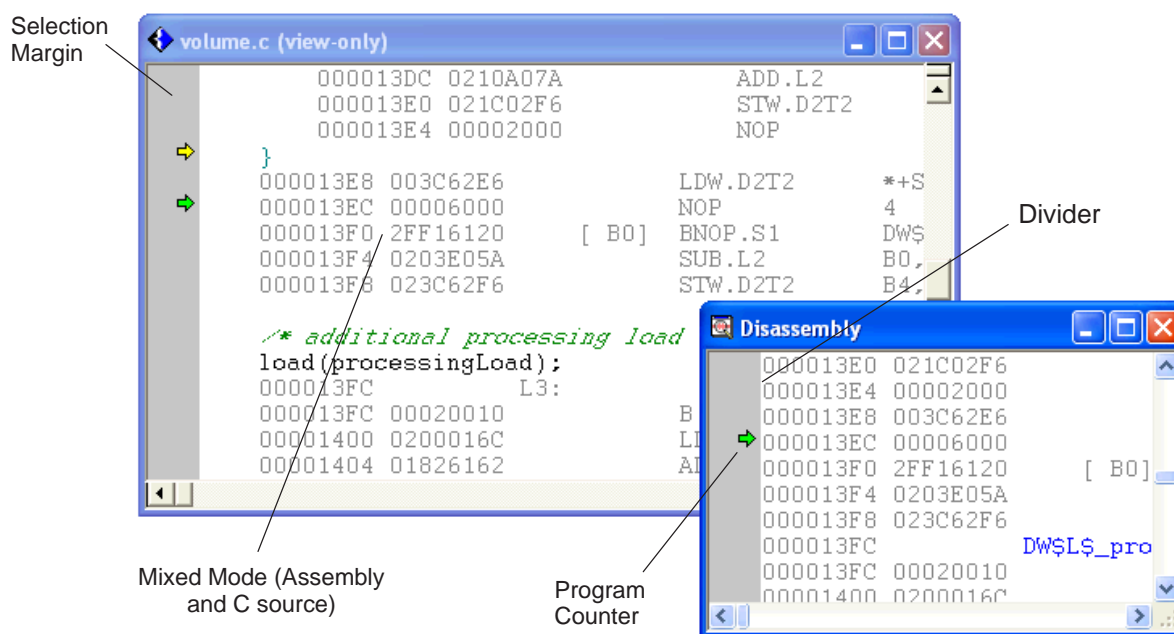 Selection
Margin
volume.c (view-only)
000013DC 0210A07A ADD.L2
000013E0 021C02F6 STW.D2T2
000013E4 00002000 NOP
}
000013E8 003C62E6 LDW.D2T2 *+S
000013EC 00006000 NOP 4
000013F0 2FF16120 [ B0] BNOP.S1 DW$
000013F4 0203E05A SUB.L2 B0,
000013F8 023C62F6 STW.D2T2 B4,
/* additional processing load
load(processingLoad);
000013FC L3:
000013FC 00020010 B
00001400 0200016C
00001404 01826162
Divider
Disassembly
000013E0 021C02F6
000013E4 00002000
000013E8 003C62E6
000013EC 00006000
000013F0 2FF16120 [ B0]
000013F4 0203E05A
000013F8 023C62F6
000013FC DW$L$_pro
000013FC 00020010
00001400 0200016C
Mixed Mode (Assembly
and C source)
Program
Counter